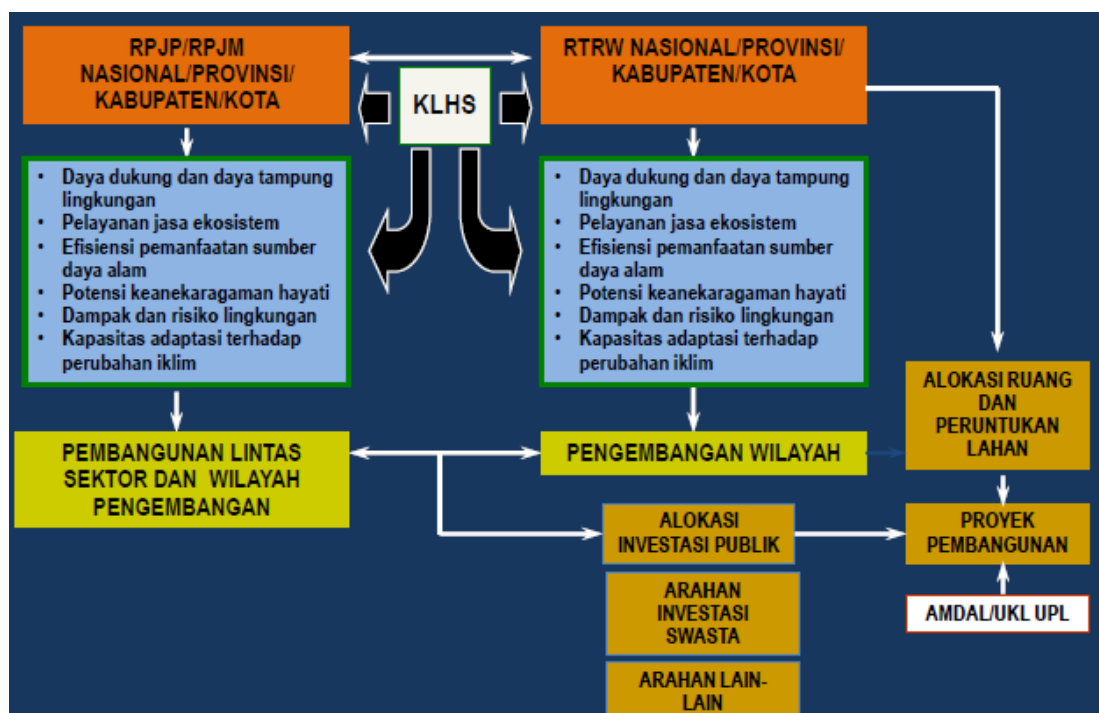 RPJP/RPJM
NASIONAL/PROVINSI/
KABUPATEN/KOTA
KLHS
RTRW NASIONAL/PROVINSI/
KABUPATEN/KOTA
• Daya dukung dan daya tampung
lingkungan
• Pelayanan jasa ekosistem
• Efisiensi pemanfaatan sumber
daya alam
• Potensi keanekaragaman hayati
• Dampak dan risiko lingkungan
• Kapasitas adaptasi terhadap
perubahan iklim
• Daya dukung dan daya tampung
lingkungan
• Pelayanan jasa ekosistem
• Efisiensi pemanfaatan sumber
daya alam
• Potensi keanekaragaman hayati
• Dampak dan risiko lingkungan
• Kapasitas adaptasi terhadap
perubahan iklim
PEMBANGUNAN LINTAS
SEKTOR DAN WILAYAH
PENGEMBANGAN
PENGEMBANGAN WILAYAH
ALOKASI RUANG
DAN
PERUNTUKAN
LAHAN
ALOKASI
INVESTASI PUBLIK
PROYEK
PEMBANGUNAN
ARAHAN
INVESTASI
SWASTA
AMDAL/UKL UPL
ARAHAN LAIN-
LAIN